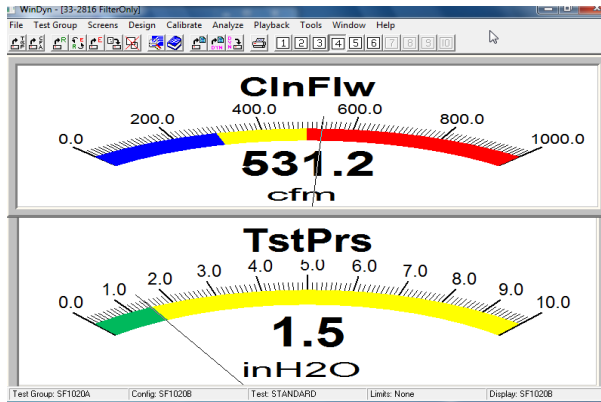 WinDyn - [33-2816 FilterOnly]
File Test Group Screens Design Calibrate Analyze Playback Tools Window Help
1 2 3 4 5 6 7 8 9 10
ClnFlw
0.0 200.0 400.0 600.0 800.0 1000.0
531.2
cfm
TstPrs
0.0 1.0 2.0 3.0 4.0 5.0 6.0 7.0 8.0 9.0 10.0
1.5
inH2O
Test Group: SF1020A Config: SF1020B Test: STANDARD Limits: None Display: SF1020B